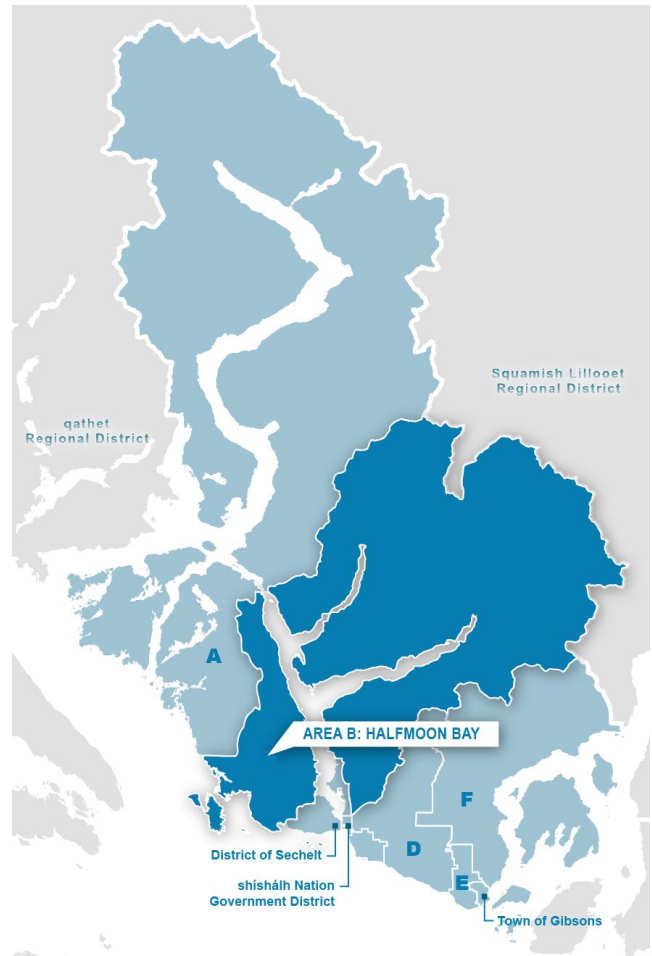 Squamish Lillooet
Regional District
qathet
Regional District
A
AREA B: HALFMOON BAY
F
D
District of Sechelt
E
shíshálh Nation
Government District
Town of Gibsons